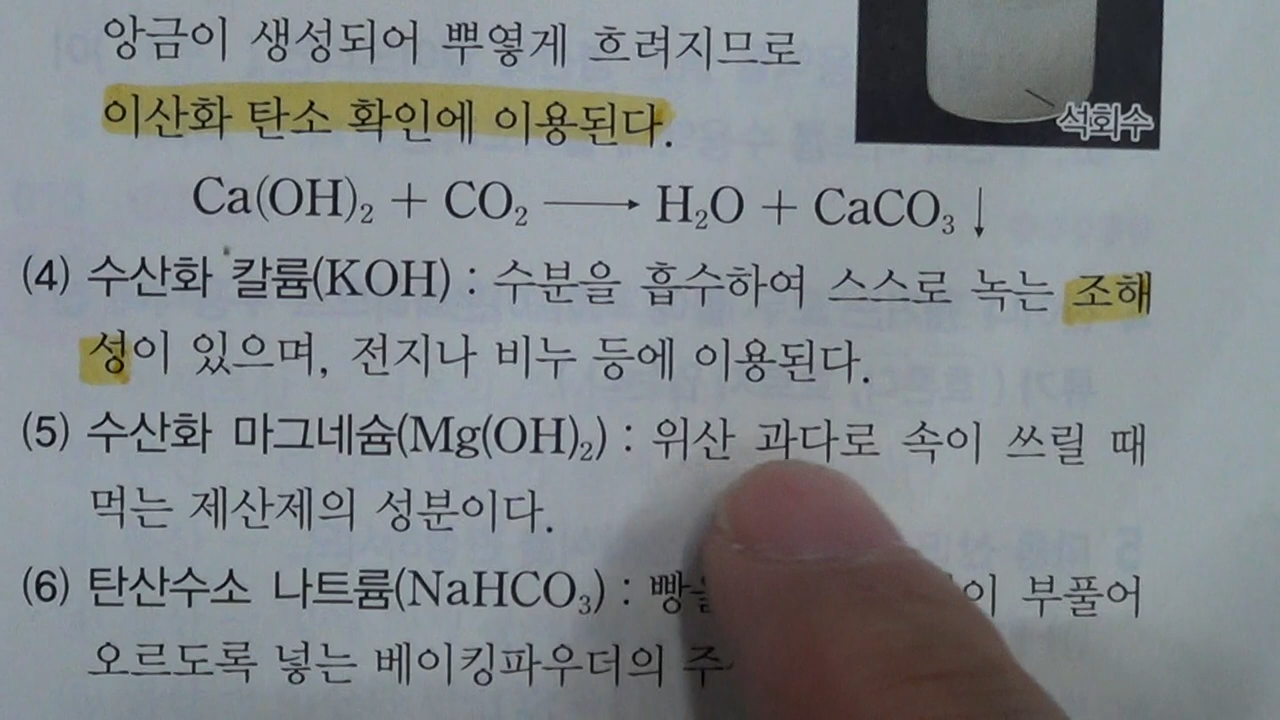 앙금이 생성되어 뿌옇게 흐려지므로
이산화 탄소 확인에 이용된다.
석회수
Ca(OH)₂ + CO₂ ⟶ H₂O + CaCO₃↓
(4) 수산화 칼륨(KOH) : 수분을 흡수하여 스스로 녹는 조해
성이 있으며, 전지나 비누 등에 이용된다.
(5) 수산화 마그네슘(Mg(OH)₂) : 위산 과다로 속이 쓰릴 때
먹는 제산제의 성분이다.
(6) 탄산수소 나트륨(NaHCO₃) : 부풀어
오르도록 넣는 베이킹파우더의